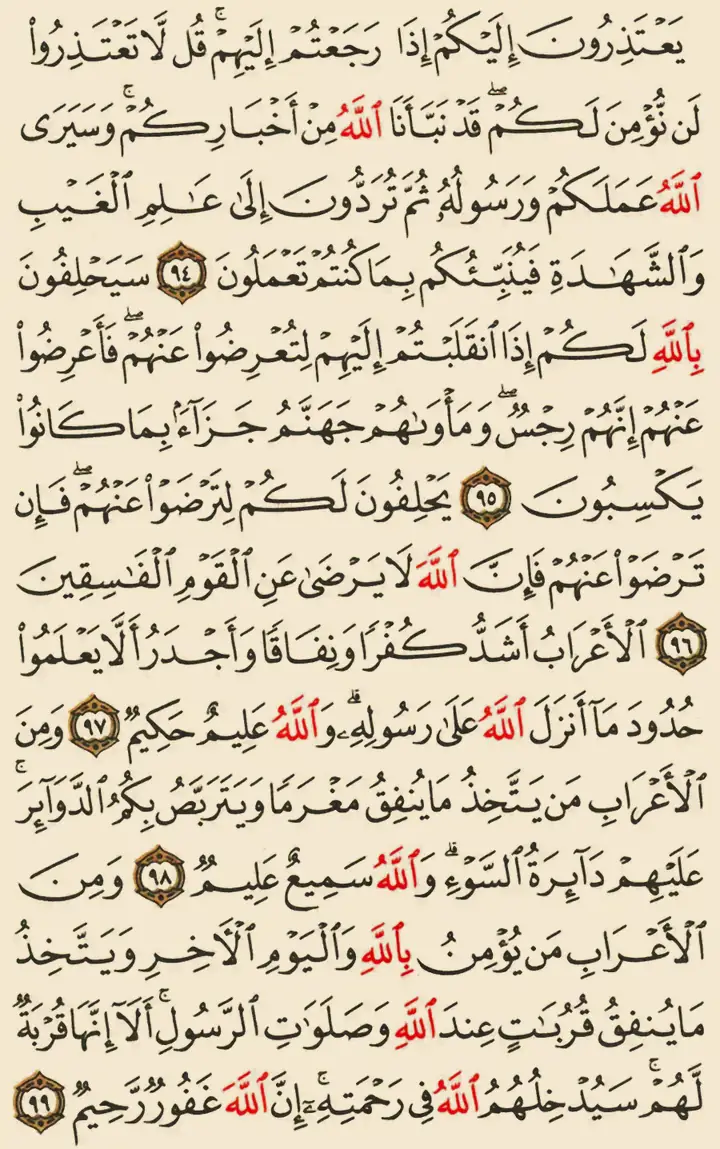 يَعْتَذِرُونَ إِلَيْكُمْ إِذَا رَجَعْتُمْ إِلَيْهِمْ ۚ قُل لَّا تَعْتَذِرُوا۟
لَن نُّؤْمِنَ لَكُمْ ۖ قَدْ نَبَّأَنَا ٱللَّهُ مِنْ أَخْبَارِكُمْ ۚ وَسَيَرَى
ٱللَّهُ عَمَلَكُمْ وَرَسُولُهُۥ ثُمَّ تُرَدُّونَ إِلَىٰ عَـٰلِمِ ٱلْغَيْبِ
وَٱلشَّهَـٰدَةِ فَيُنَبِّئُكُم بِمَا كُنتُمْ تَعْمَلُونَ ٩٤ سَيَحْلِفُونَ
بِٱللَّهِ لَكُمْ إِذَا ٱنقَلَبْتُمْ إِلَيْهِمْ لِتُعْرِضُوا۟ عَنْهُمْ ۖ فَأَعْرِضُوا۟
عَنْهُمْ إِنَّهُمْ رِجْسٌ ۖ وَمَأْوَىٰهُمْ جَهَنَّمُ جَزَآءًۢ بِمَا كَانُوا۟
يَكْسِبُونَ ٩٥ يَحْلِفُونَ لَكُمْ لِتَرْضَوْا۟ عَنْهُمْ ۖ فَإِن
تَرْضَوْا۟ عَنْهُمْ فَإِنَّ ٱللَّهَ لَا يَرْضَىٰ عَنِ ٱلْقَوْمِ ٱلْفَـٰسِقِينَ
٩٦ ٱلْأَعْرَابُ أَشَدُّ كُفْرًا وَنِفَاقًا وَأَجْدَرُ أَلَّا يَعْلَمُوا۟
حُدُودَ مَآ أَنزَلَ ٱللَّهُ عَلَىٰ رَسُولِهِۦ ۗ وَٱللَّهُ عَلِيمٌ حَكِيمٌ ٩٧ وَمِنَ
ٱلْأَعْرَابِ مَن يَتَّخِذُ مَا يُنفِقُ مَغْرَمًا وَيَتَرَبَّصُ بِكُمُ ٱلدَّوَآئِرَ ۚ
عَلَيْهِمْ دَآئِرَةُ ٱلسَّوْءِ ۗ وَٱللَّهُ سَمِيعٌ عَلِيمٌ ٩٨ وَمِنَ
ٱلْأَعْرَابِ مَن يُؤْمِنُ بِٱللَّهِ وَٱلْيَوْمِ ٱلْـَٔاخِرِ وَيَتَّخِذُ
مَا يُنفِقُ قُرُبَـٰتٍ عِندَ ٱللَّهِ وَصَلَوَٰتِ ٱلرَّسُولِ ۚ أَلَآ إِنَّهَا قُرْبَةٌ
لَّهُمْ ۚ سَيُدْخِلُهُمُ ٱللَّهُ فِى رَحْمَتِهِۦٓ ۗ إِنَّ ٱللَّهَ غَفُورٌ رَّحِيمٌ ٩٩